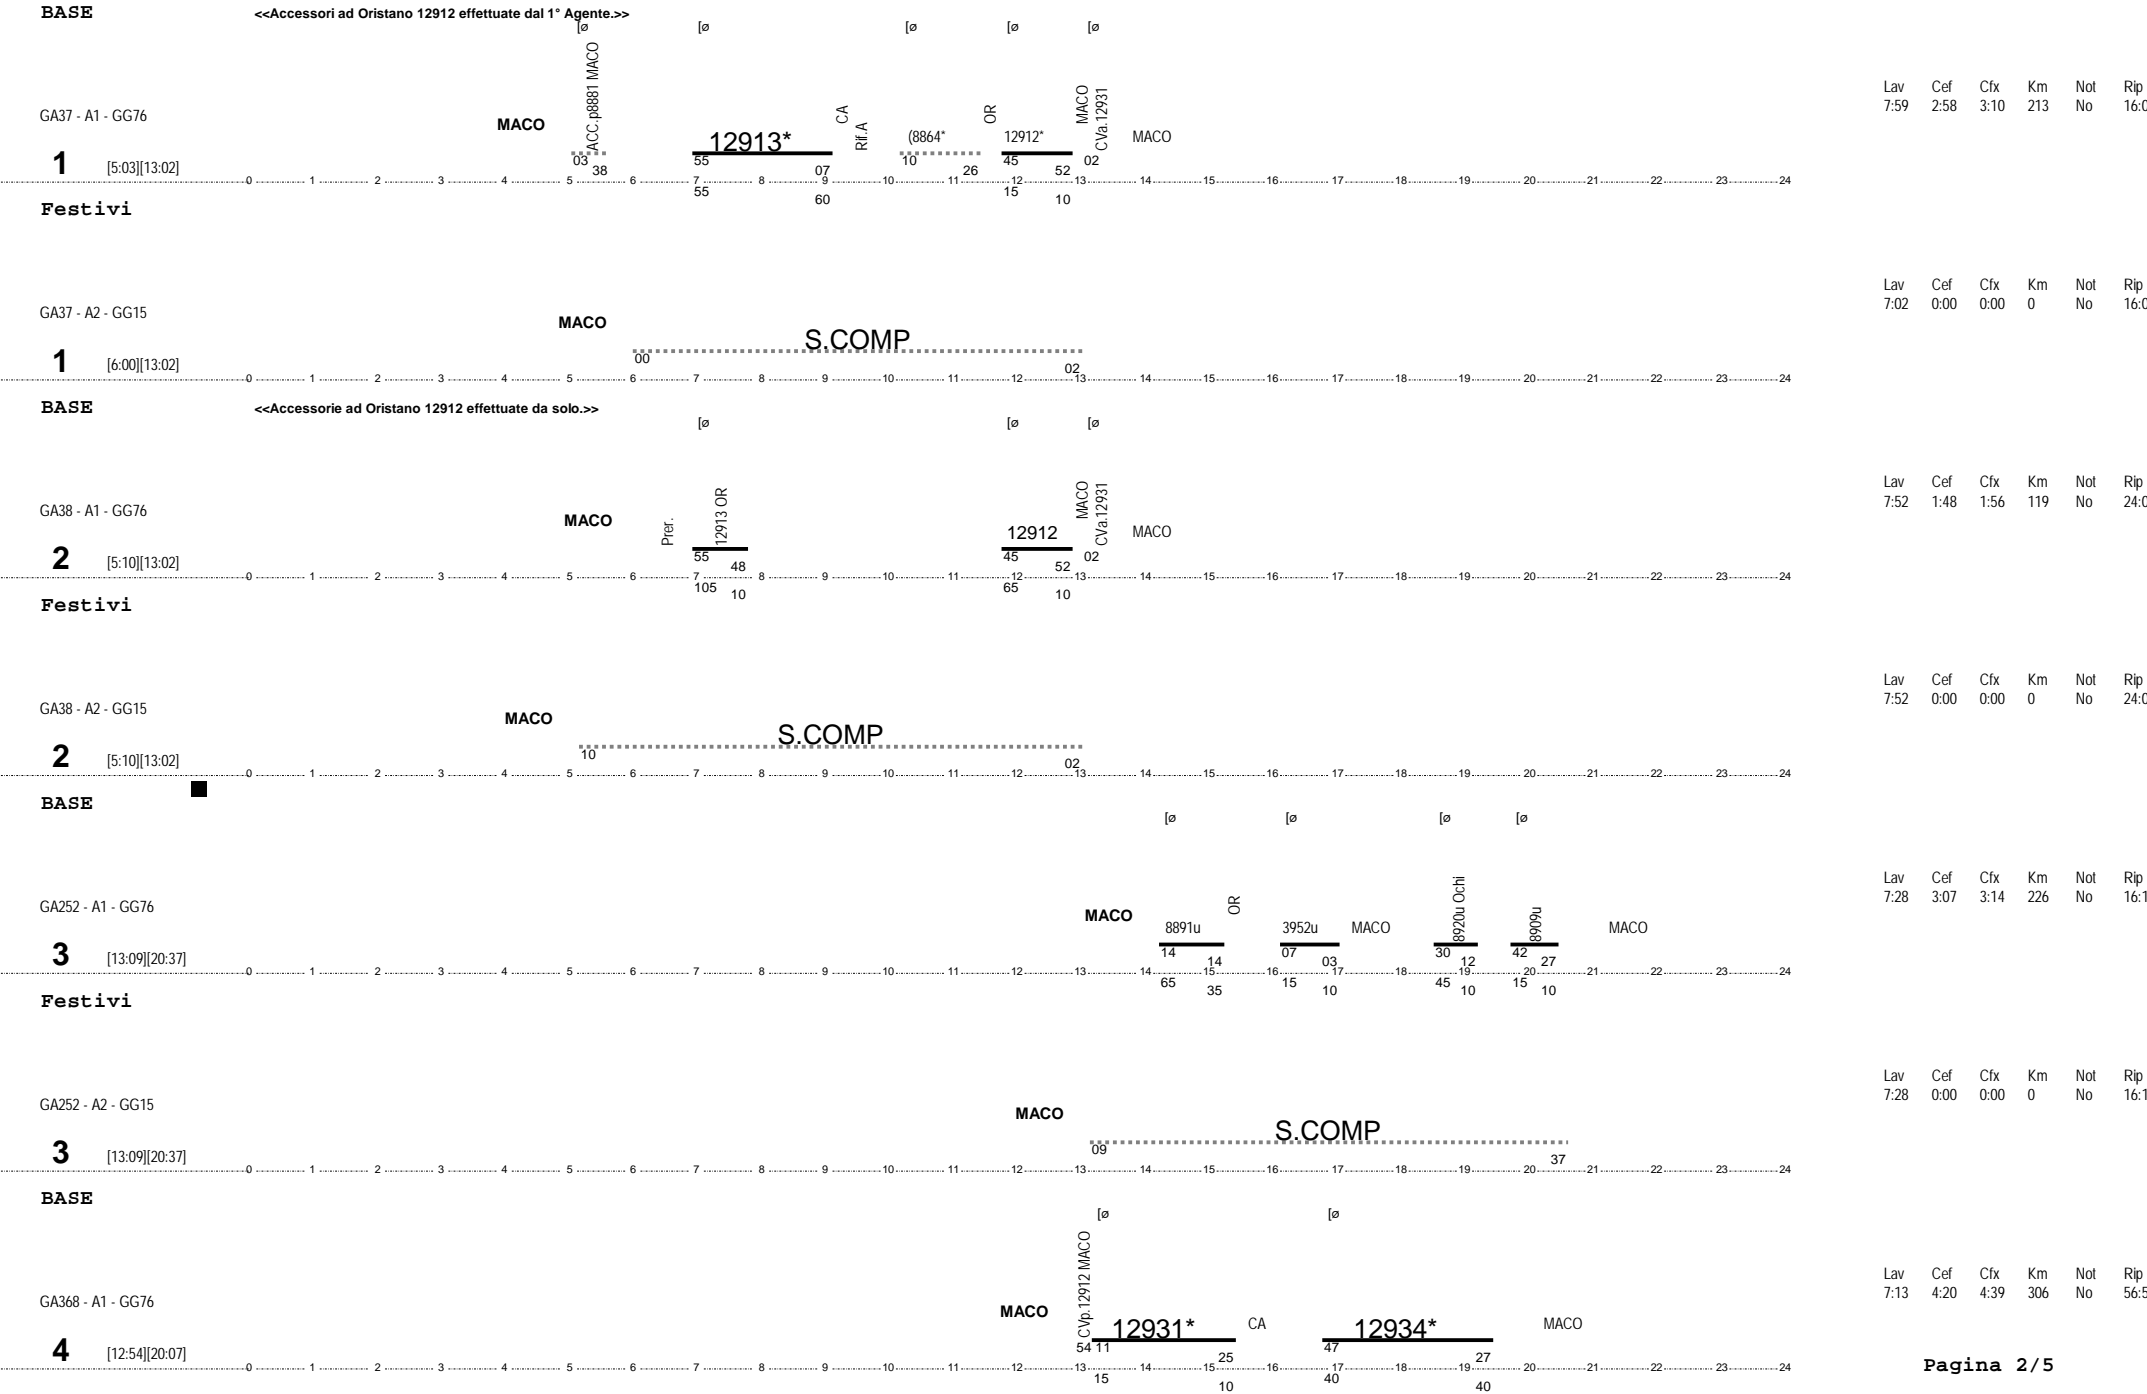 BASE <<Accessori ad Oristano 12912 effettuate dal 1° Agente.>>
[ø [ø [ø [ø [ø
Lav Cef Cfx Km Not Rip
GA37 - A1 - GG76 MACO ACC.p8881 MACO 12913* CA Rif.A (8864* OR 12912* MACO CVa.12931 MACO 7:59 2:58 3:10 213 No 16:0
1 [5:03][13:02] 03 38 55 07 10 26 45 52 02
0 1 2 3 4 5 6 7 8 9 10 11 12 13 14 15 16 17 18 19 20 21 22 23 24
55 60 15 10
Festivi
Lav Cef Cfx Km Not Rip
GA37 - A2 - GG15 MACO S.COMP 7:02 0:00 0:00 0 No 16:0
1 [6:00][13:02] 00 02
0 1 2 3 4 5 6 7 8 9 10 11 12 13 14 15 16 17 18 19 20 21 22 23 24
BASE <<Accessorie ad Oristano 12912 effettuate da solo.>>
[ø [ø [ø
Lav Cef Cfx Km Not Rip
GA38 - A1 - GG76 MACO Prer. 12913 OR 12912 MACO CVa.12931 MACO 7:52 1:48 1:56 119 No 24:0
2 [5:10][13:02] 55 48 45 52 02
0 1 2 3 4 5 6 7 8 9 10 11 12 13 14 15 16 17 18 19 20 21 22 23 24
105 10 65 10
Festivi
Lav Cef Cfx Km Not Rip
GA38 - A2 - GG15 MACO S.COMP 7:52 0:00 0:00 0 No 24:0
2 [5:10][13:02] 10 02
0 1 2 3 4 5 6 7 8 9 10 11 12 13 14 15 16 17 18 19 20 21 22 23 24
BASE
[ø [ø [ø [ø
Lav Cef Cfx Km Not Rip
GA252 - A1 - GG76 MACO 8891u OR 3952u MACO 8920u Ochi 8909u MACO 7:28 3:07 3:14 226 No 16:1
3 [13:09][20:37] 14 14 07 03 30 12 42 27
0 1 2 3 4 5 6 7 8 9 10 11 12 13 14 15 16 17 18 19 20 21 22 23 24
65 35 15 10 45 10 15 10
Festivi
Lav Cef Cfx Km Not Rip
GA252 - A2 - GG15 MACO S.COMP 7:28 0:00 0:00 0 No 16:1
3 [13:09][20:37] 09 37
0 1 2 3 4 5 6 7 8 9 10 11 12 13 14 15 16 17 18 19 20 21 22 23 24
BASE
[ø [ø
Lav Cef Cfx Km Not Rip
GA368 - A1 - GG76 MACO CVp.12912 MACO 12931* CA 12934* MACO 7:13 4:20 4:39 306 No 56:5
4 [12:54][20:07] 54 11 25 47 27
0 1 2 3 4 5 6 7 8 9 10 11 12 13 14 15 16 17 18 19 20 21 22 23 24
15 10 40 40
Pagina 2/5